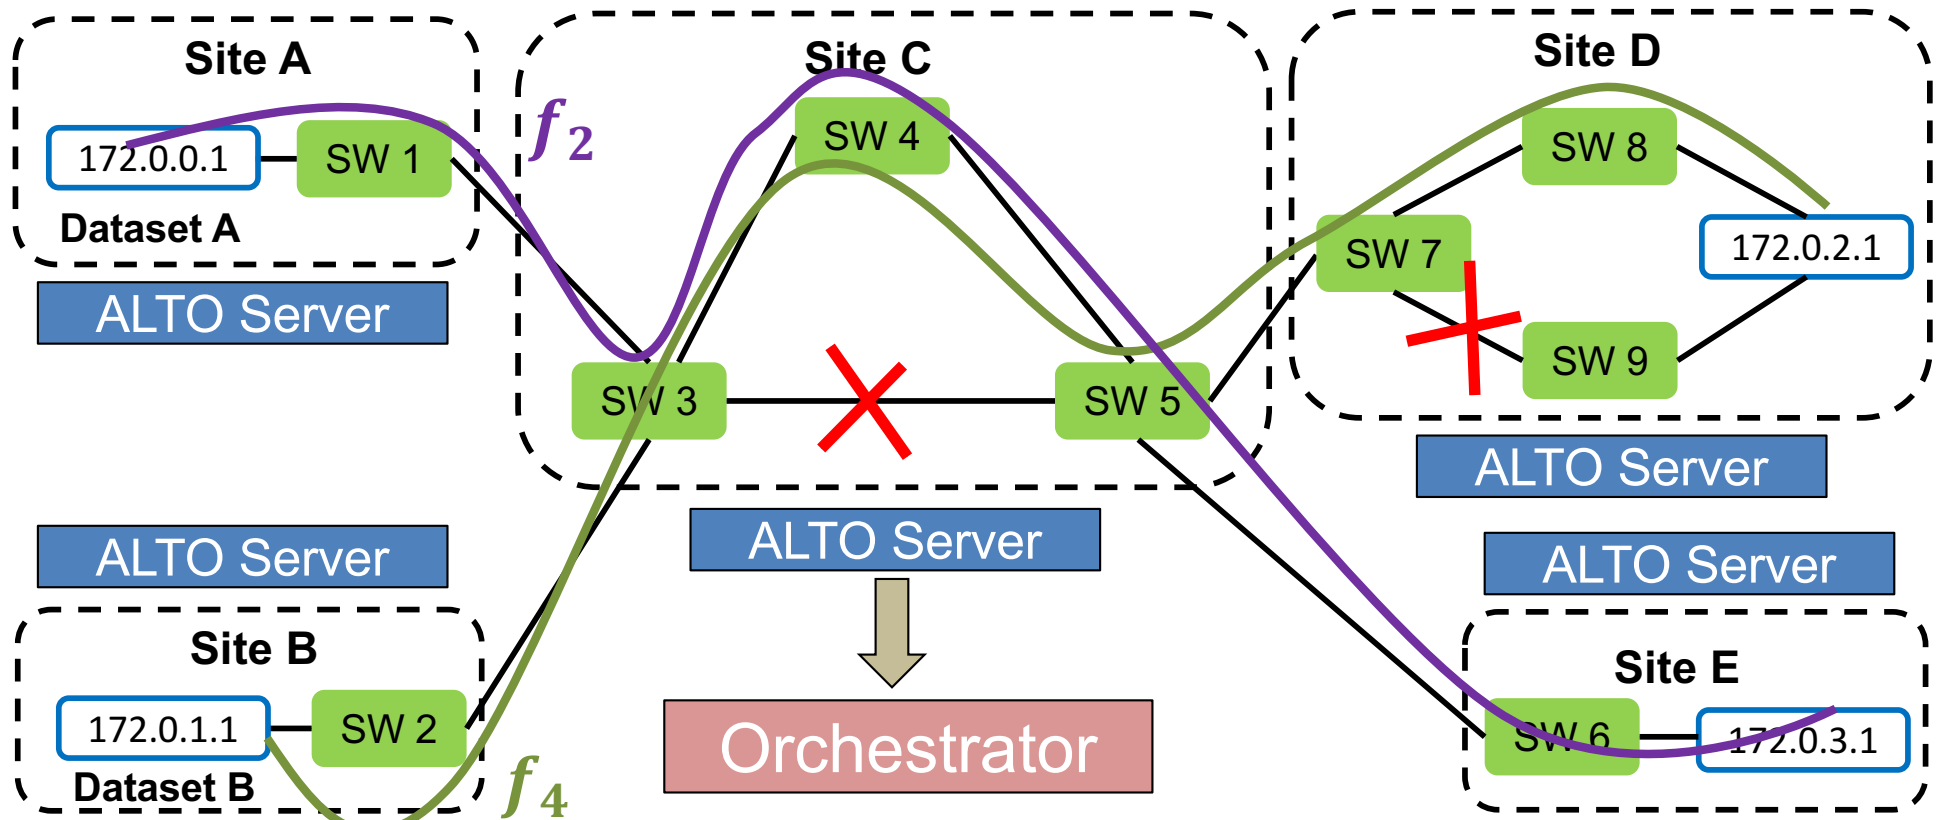 Site A
172.0.0.1
SW 1
Dataset A
ALTO Server
f2
Site C
SW 4
SW 3
SW 5
ALTO Server
Orchestrator
Site D
SW 8
SW 7
172.0.2.1
SW 9
ALTO Server
ALTO Server
Site B
172.0.1.1
SW 2
Dataset B
f4
ALTO Server
Site E
SW 6
172.0.3.1